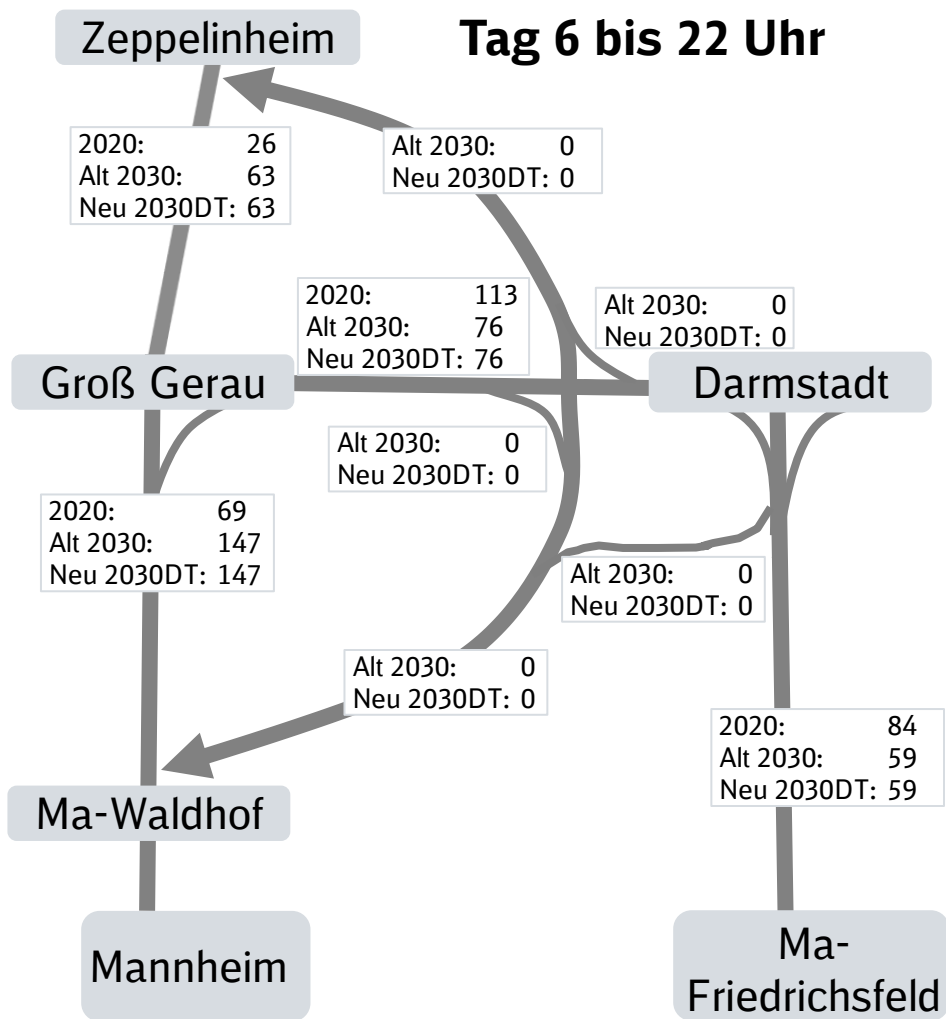 Zeppelinheim
Tag 6 bis 22 Uhr
2020: 26
Alt 2030: 63
Neu 2030DT: 63
Alt 2030: 0
Neu 2030DT: 0
2020: 113
Alt 2030: 76
Neu 2030DT: 76
Alt 2030: 0
Neu 2030DT: 0
Groß Gerau
Darmstadt
Alt 2030: 0
Neu 2030DT: 0
2020: 69
Alt 2030: 147
Neu 2030DT: 147
Alt 2030: 0
Neu 2030DT: 0
Alt 2030: 0
Neu 2030DT: 0
2020: 84
Alt 2030: 59
Neu 2030DT: 59
Ma-Waldhof
Mannheim
Ma-
Friedrichsfeld